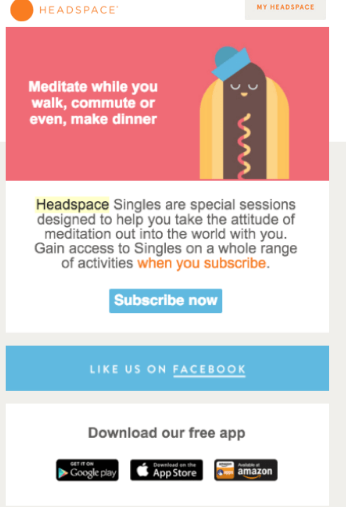 HEADSPACE
MY HEADSPACE
Meditate while you
walk, commute or
even, make dinner
Headspace Singles are special sessions
designed to help you take the attitude of
meditation out into the world with you.
Gain access to Singles on a whole range
of activities when you subscribe.
Subscribe now
LIKE US ON FACEBOOK
Download our free app
GET IT ON
Google play
Download on the
App Store
Available at
amazon